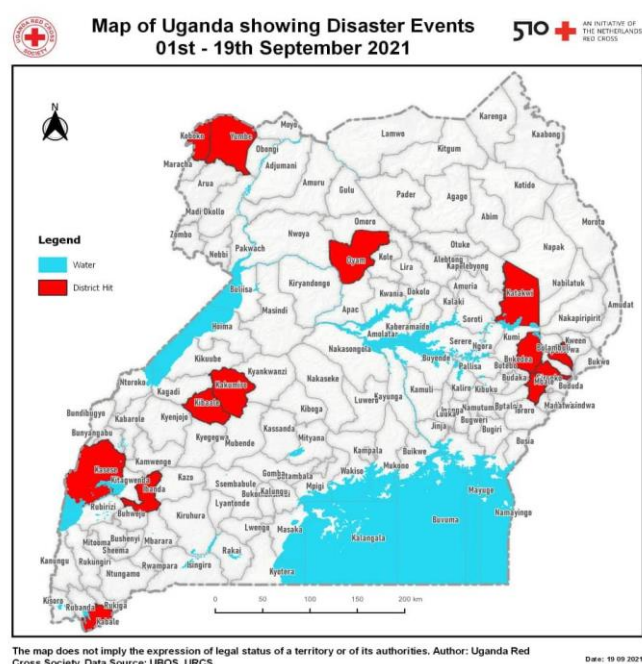 UGANDA RED CROSS
SOCIETY
Map of Uganda showing Disaster Events
01st - 19th September 2021
510
AN INITIATIVE OF
THE NETHERLANDS
RED CROSS
N
Karenga
Kaabong
Lamwo
Kitgum
Moyo
Koboko
Yumbe
Obongi
Adjumani
Maracha
Kotido
Arua
Amuru
Gulu
Pader
Agago
Abim
Moroto
Madi Okollo
Omoro
Zombo
Nwoya
Otuke
Napak
Nebbi
Pakwach
Oyam
Kole
Lira
Alebtong
Kapelebyong
Legend
Water
District Hit
Buliisa
Kiryandongo
Kwania
Dokolo
Amuria
Katakwi
Nabilatuk
Amudat
Masindi
Apac
Kalaki
Nakapiripirit
Hoima
Amolatar
Kaberamaido
Soroti
Serere
Ngora
Kumi
Kween
Bukwo
Nakasongola
Buyende
Pallisa
Kikuube
Kyankwanzi
Nakaseke
Kamuli
Kaliro
Kibuku
Budaka
Bududa
Ntoroko
Kagadi
Kakumiro
Kibaale
Kiboga
Luwero
Kayunga
Namutumba
Butaleja
Bundibugyo
Kabarole
Kyenjojo
Bunyangabu
Kyegegwa
Mubende
Kassanda
Mityana
Jinja
Bugweri
Bugiri
Busia
Kamwenge
Kampala
Wakiso
Mukono
Buikwe
Kasese
Kitagwenda
Ibanda
Kazo
Ssembabule
Gomba
Mpigi
Mayuge
Namayingo
Rubirizi
Buhweju
Kiruhura
Lyantonde
Kalungu
Buvuma
Mitooma
Bushenyi
Sheema
Mbarara
Lwengo
Masaka
Kanungu
Rukungiri
Rwampara
Isingiro
Rakai
Kalangala
Ntungamo
Kyotera
Kisoro
Rubanda
Rukiga
Kabale
0 50 100 150 200 km
The map does not imply the expression of legal status of a territory or of its authorities. Author: Uganda Red
Cross Society. Data Source: UBOS, URCS
Date: 19 09 2021